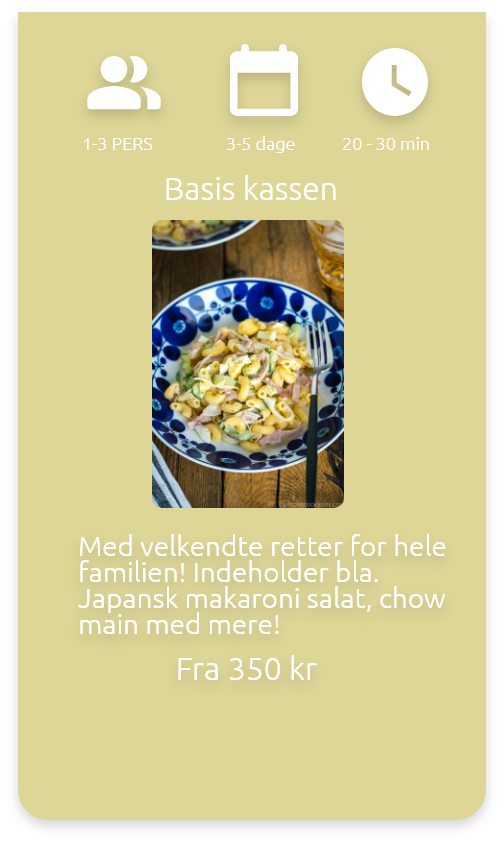 1-3 PERS
3-5 dage
20 - 30 min
Basis kassen
Med velkendte retter for hele
familien! Indeholder bla.
Japansk makaroni salat, chow
main med mere!
Fra 350 kr